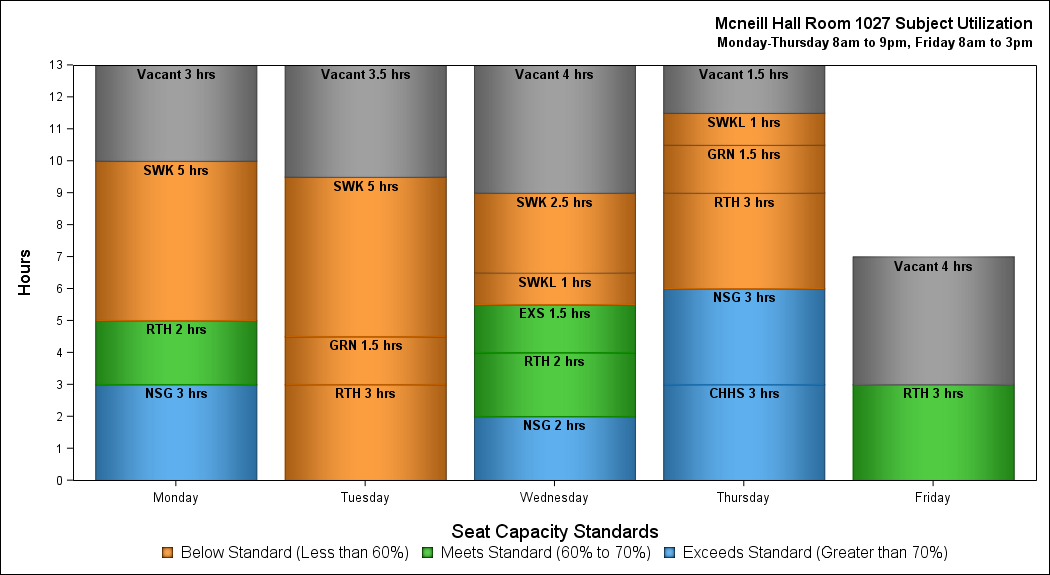 Mcneill Hall Room 1027 Subject Utilization
Monday-Thursday 8am to 9pm, Friday 8am to 3pm
Hours
13
12
11
10
9
8
7
6
5
4
3
2
1
0
Vacant 3 hrs
SWK 5 hrs
RTH 2 hrs
NSG 3 hrs
Vacant 3.5 hrs
SWK 5 hrs
GRN 1.5 hrs
RTH 3 hrs
Vacant 4 hrs
SWK 2.5 hrs
SWKL 1 hrs
EXS 1.5 hrs
RTH 2 hrs
NSG 2 hrs
Vacant 1.5 hrs
SWKL 1 hrs
GRN 1.5 hrs
RTH 3 hrs
NSG 3 hrs
CHHS 3 hrs
Vacant 4 hrs
RTH 3 hrs
Monday Tuesday Wednesday Thursday Friday
Seat Capacity Standards
Below Standard (Less than 60%) Meets Standard (60% to 70%) Exceeds Standard (Greater than 70%)